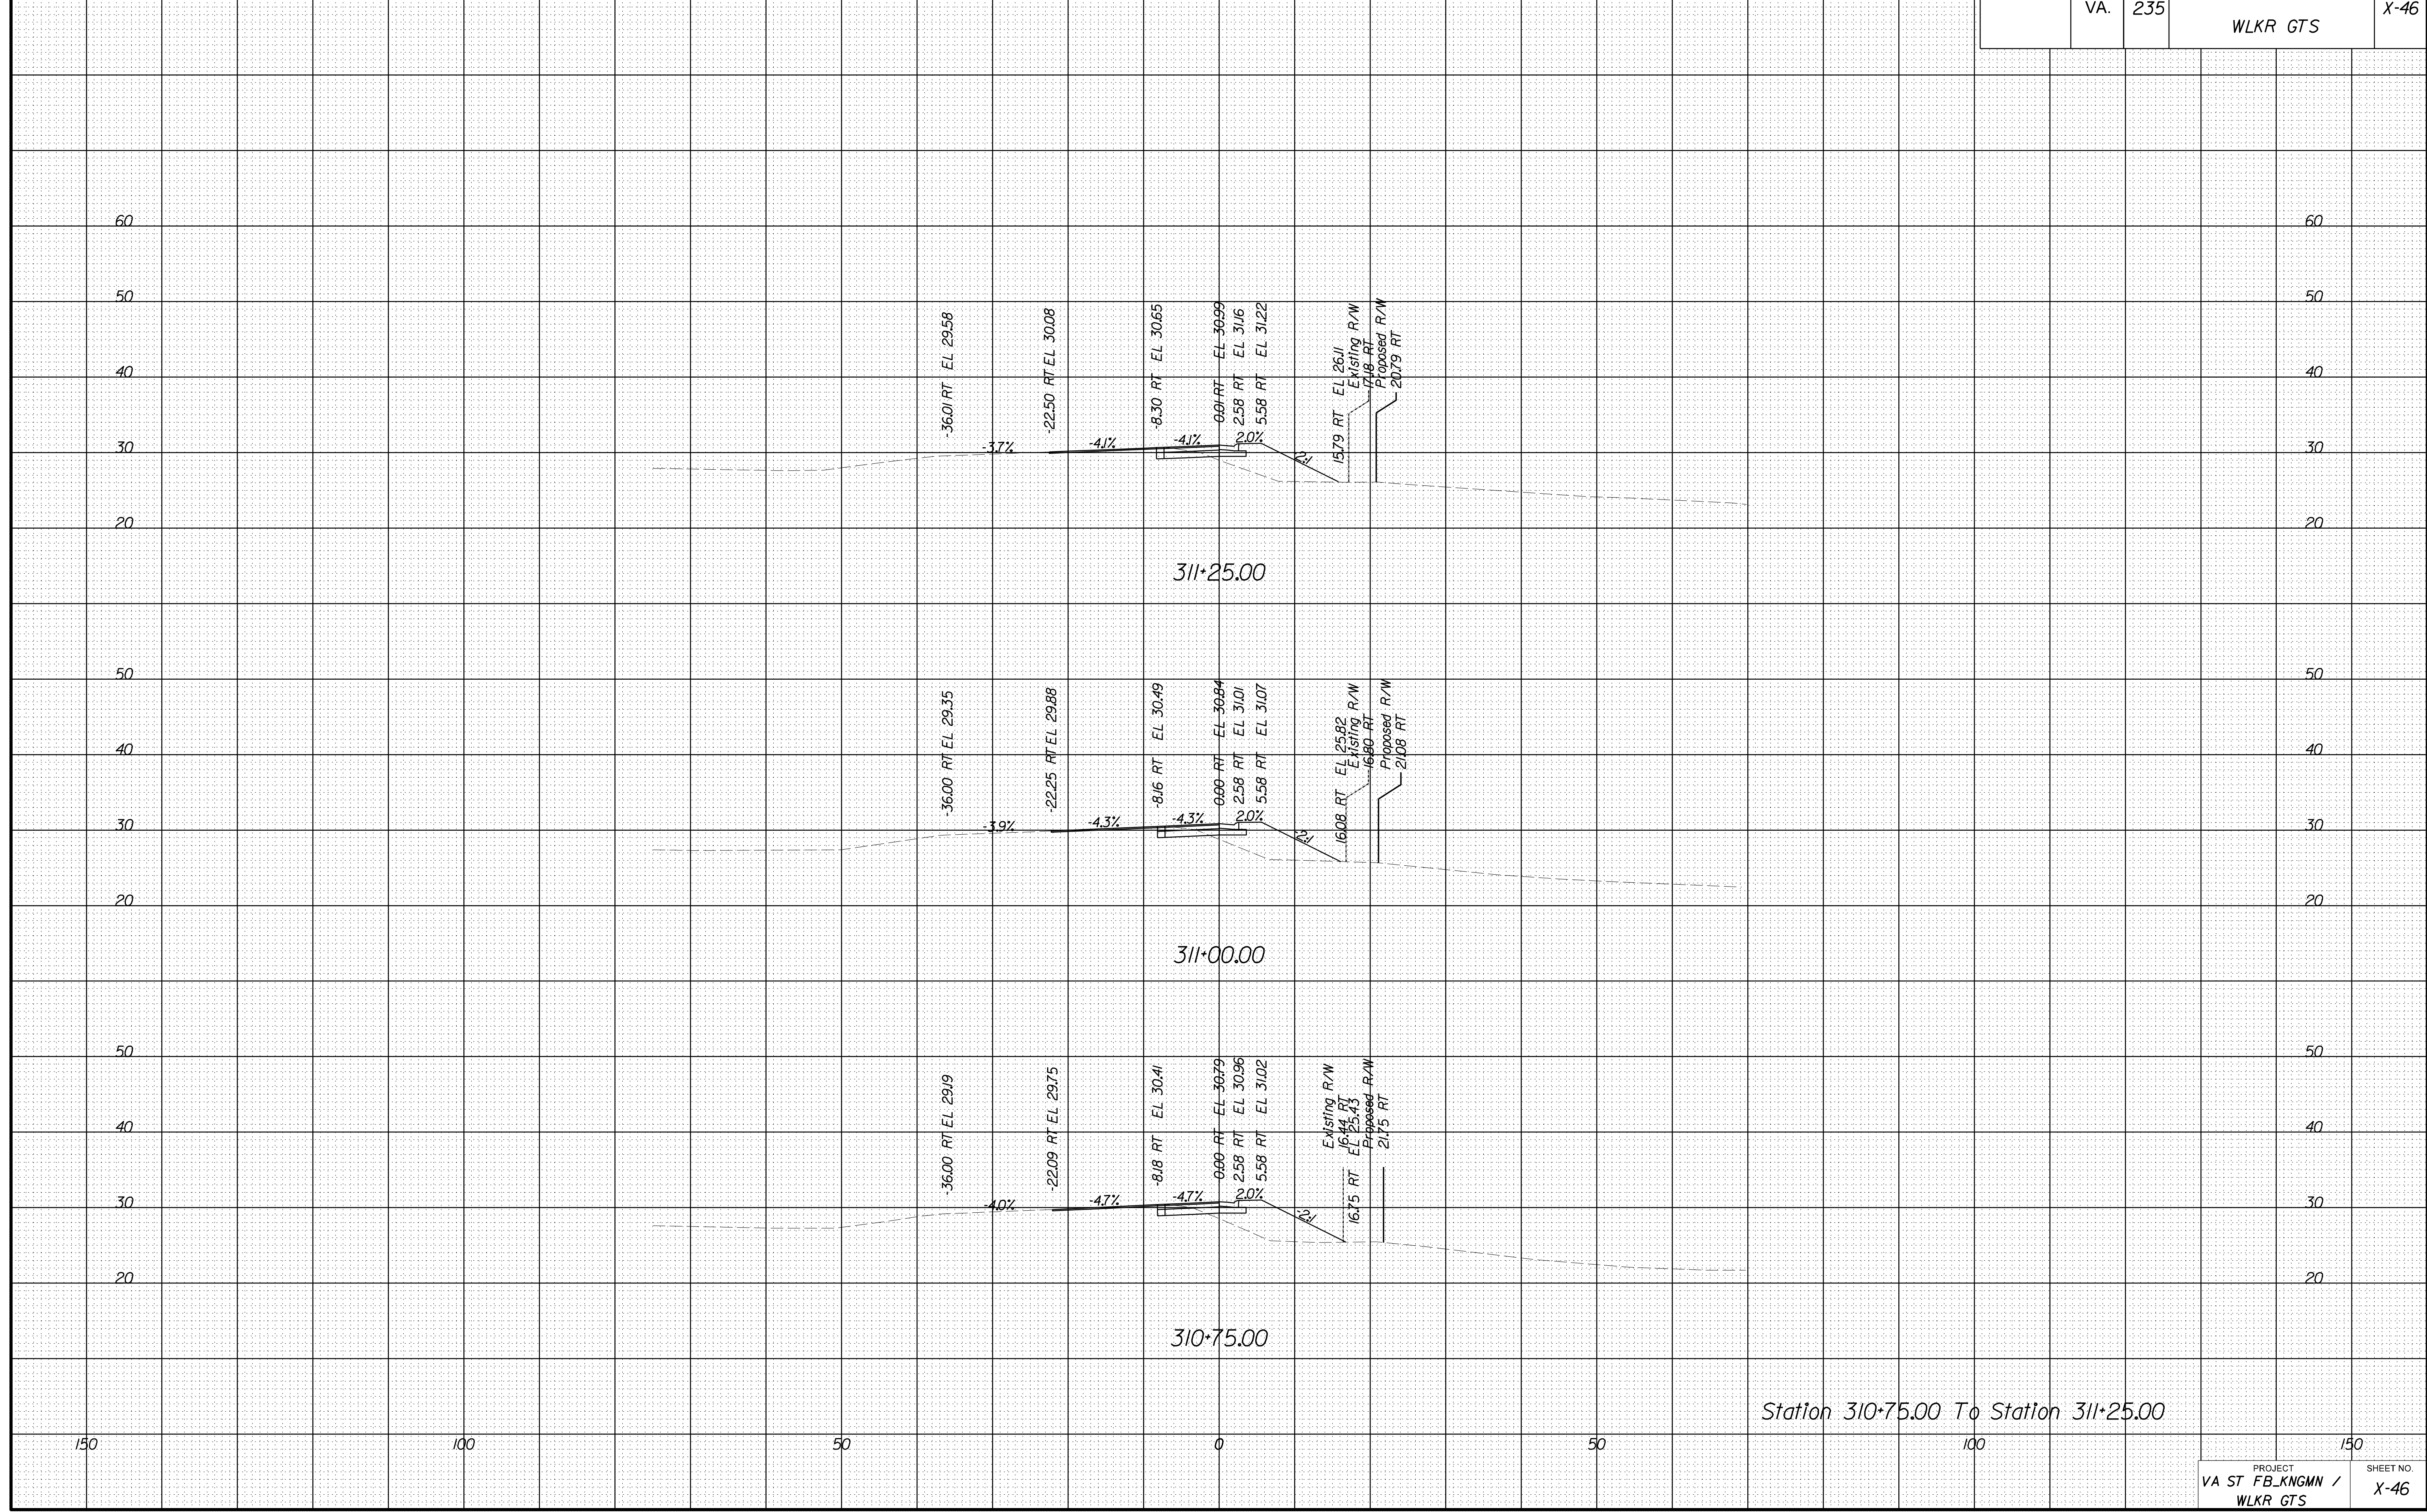 VA. 235 X-46
WLKR GTS
60 60
50 50
40 40
30 30
20 20
-36.01 RT EL 29.58
-22.50 RT EL 30.08
-8.30 RT EL 30.65
0.01 RT EL 30.99
2.58 RT EL 31.16
5.58 RT EL 31.22
15.79 RT EL 26.11
Existing R/W
17.18 RT
Proposed R/W
20.79 RT
-3.7% -4.1% -4.1% 2.0% -2:1
311+25.00
50 50
40 40
30 30
20 20
-36.00 RT EL 29.35
-22.25 RT EL 29.88
-8.16 RT EL 30.49
0.00 RT EL 30.84
2.58 RT EL 31.01
5.58 RT EL 31.07
16.08 RT EL 25.82
Existing R/W
16.80 RT
Proposed R/W
21.08 RT
-3.9% -4.3% -4.3% 2.0% -2:1
311+00.00
50 50
40 40
30 30
20 20
-36.00 RT EL 29.19
-22.09 RT EL 29.75
-8.18 RT EL 30.41
0.00 RT EL 30.79
2.58 RT EL 30.96
5.58 RT EL 31.02
Existing R/W
16.44 RT
16.75 RT EL 25.43
Proposed R/W
21.75 RT
-4.0% -4.7% -4.7% 2.0% -2:1
310+75.00
Station 310+75.00 To Station 311+25.00
150 100 50 0 50 100 150
PROJECT SHEET NO.
VA ST FB_KNGMN /
WLKR GTS
X-46